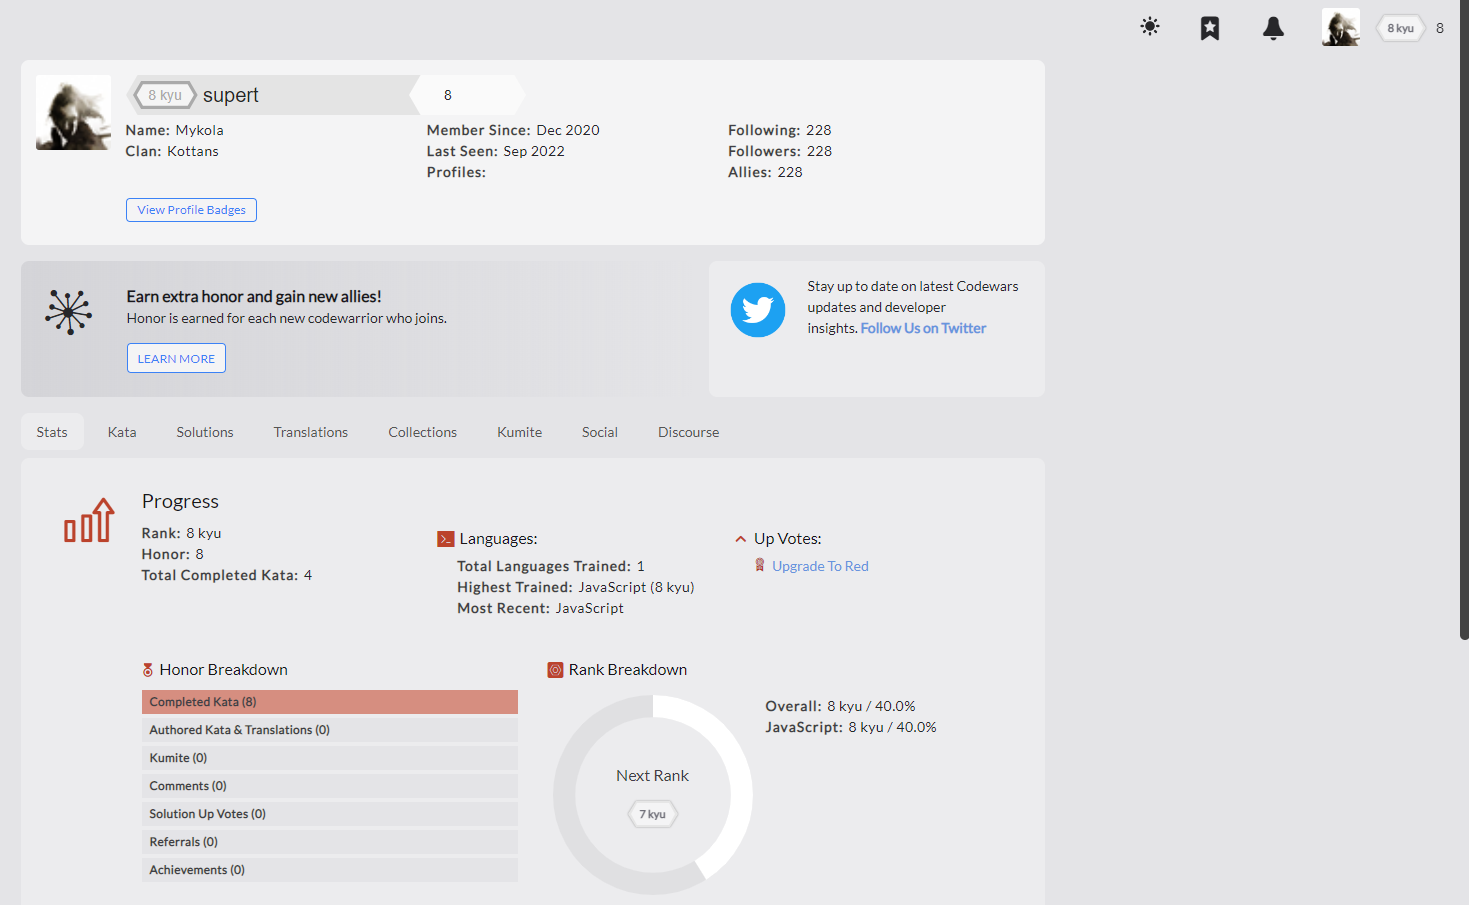 8 kyu 8
8 kyu supert 8
Name: Mykola
Clan: Kottans
Member Since: Dec 2020
Last Seen: Sep 2022
Profiles:
Following: 228
Followers: 228
Allies: 228
View Profile Badges
Earn extra honor and gain new allies!
Honor is earned for each new codewarrior who joins.
LEARN MORE
Stay up to date on latest Codewars
updates and developer
insights. Follow Us on Twitter
Stats Kata Solutions Translations Collections Kumite Social Discourse
Progress
Rank: 8 kyu
Honor: 8
Total Completed Kata: 4
Languages:
Total Languages Trained: 1
Highest Trained: JavaScript (8 kyu)
Most Recent: JavaScript
Up Votes:
Upgrade To Red
Honor Breakdown
Completed Kata (8)
Authored Kata & Translations (0)
Kumite (0)
Comments (0)
Solution Up Votes (0)
Referrals (0)
Achievements (0)
Rank Breakdown
Next Rank
7 kyu
Overall: 8 kyu / 40.0%
JavaScript: 8 kyu / 40.0%